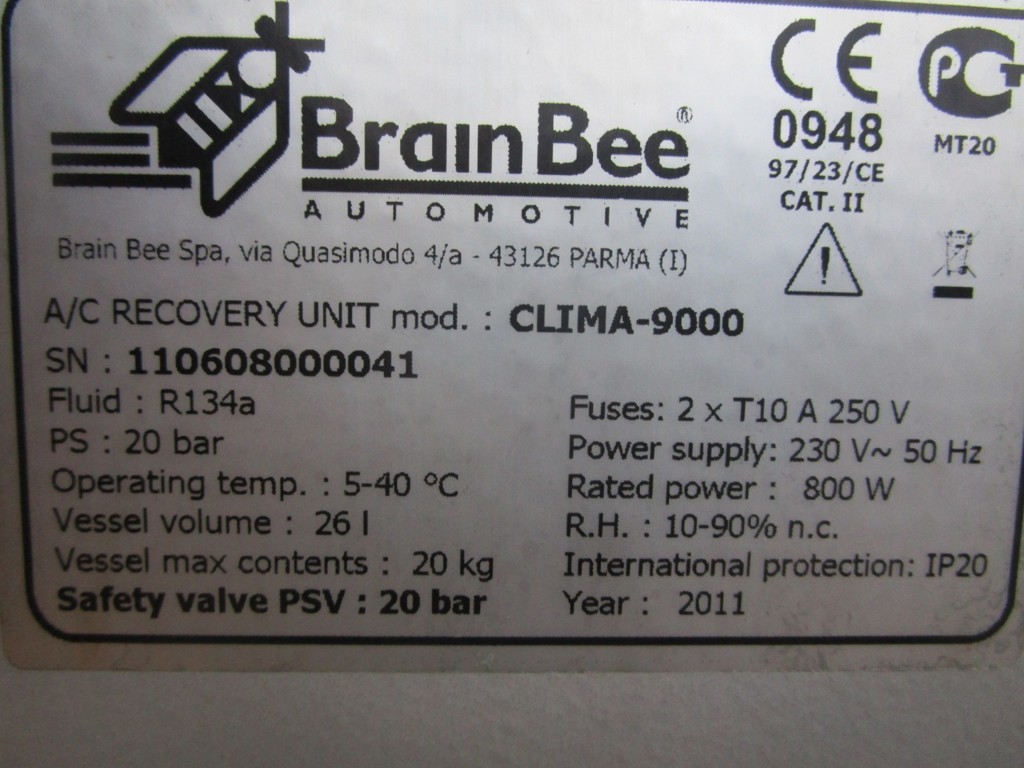 BrainBee®
AUTOMOTIVE
Brain Bee Spa, via Quasimodo 4/a - 43126 PARMA (I)
CE
0948
97/23/CE
CAT. II
PCT
MT20
!
A/C RECOVERY UNIT mod. : CLIMA-9000
SN : 110608000041
Fluid : R134a
PS : 20 bar
Operating temp. : 5-40 °C
Vessel volume : 26 l
Vessel max contents : 20 kg
Safety valve PSV : 20 bar
Fuses: 2 x T10 A 250 V
Power supply: 230 V~ 50 Hz
Rated power : 800 W
R.H. : 10-90% n.c.
International protection: IP20
Year : 2011